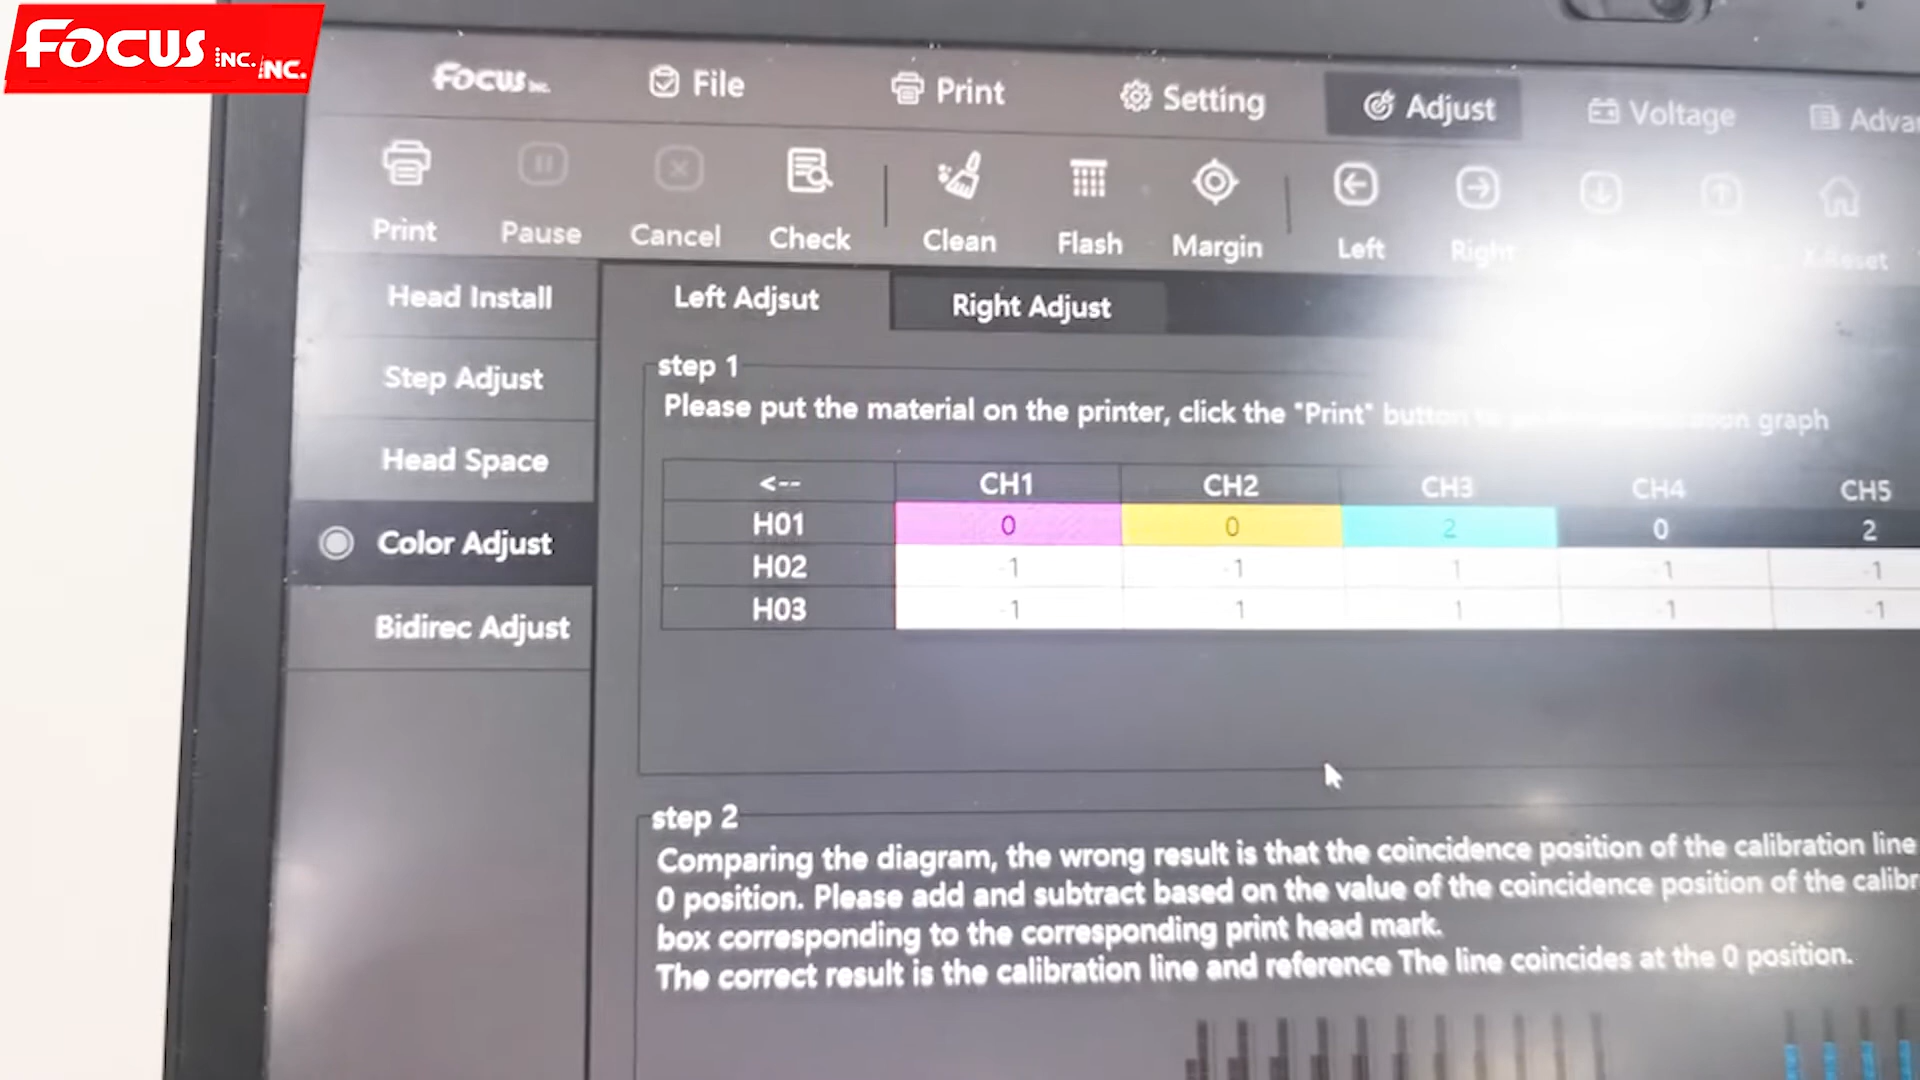 FOCUS INC. INC.
FOCUS INC. File Print Setting Adjust Voltage
Print Pause Cancel Check Clean Flash Margin Left Right
Head Install
Step Adjust
Head Space
Color Adjust
Bidirec Adjust
Left Adjsut Right Adjust
step 1
Please put the material on the printer, click the "Print" button graph
<-- CH1 CH2 CH3 CH4 CH5
H01 0 0 2 0 2
H02 -1 -1 1 -1 -1
H03 -1 1 1 -1 -1
step 2
Comparing the diagram, the wrong result is that the coincidence position of the calibration line
0 position. Please add and subtract based on the value of the coincidence position of the
box corresponding to the corresponding print head mark.
The correct result is the calibration line and reference The line coincides at the 0 position.